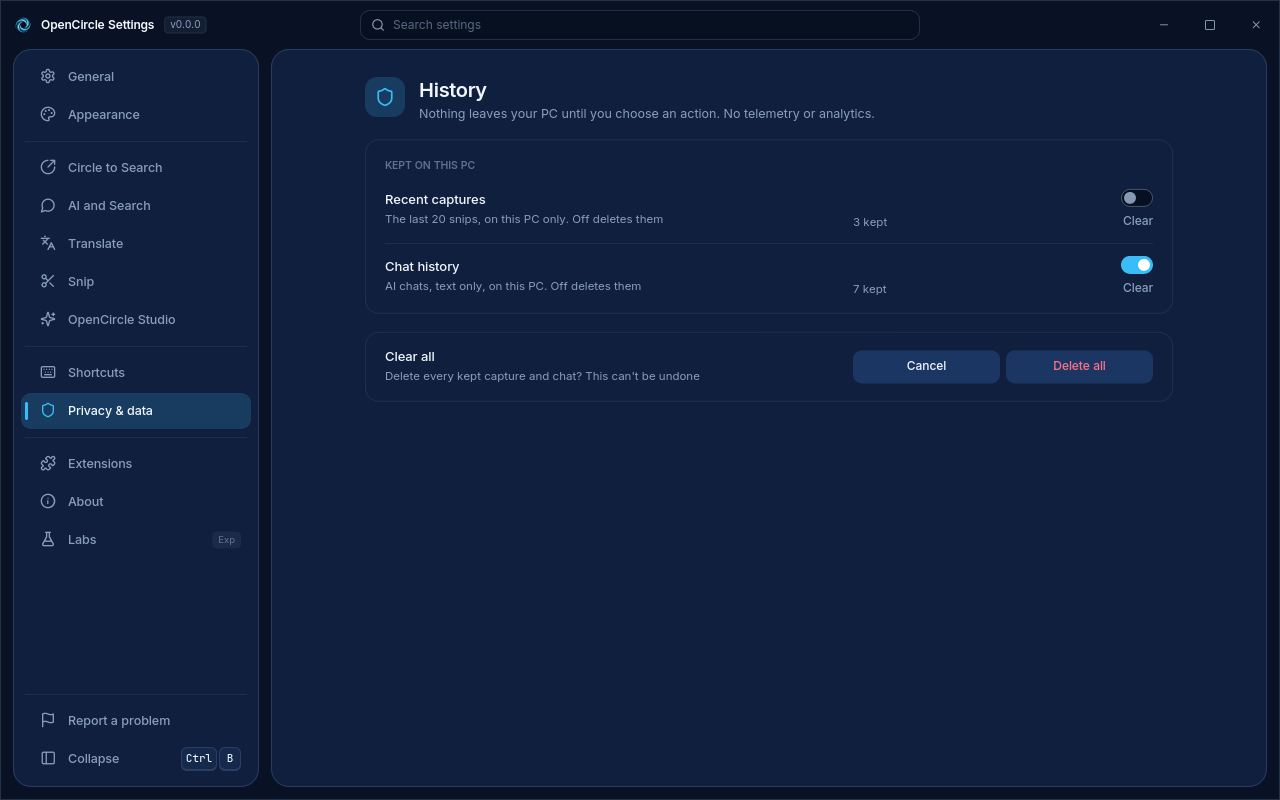 OpenCircle Settings v0.0.0
Search settings
General
Appearance
Circle to Search
AI and Search
Translate
Snip
OpenCircle Studio
Shortcuts
Privacy & data
Extensions
About
Labs Exp
Report a problem
Collapse Ctrl B
History
Nothing leaves your PC until you choose an action. No telemetry or analytics.
KEPT ON THIS PC
Recent captures
The last 20 snips, on this PC only. Off deletes them
3 kept
Clear
Chat history
AI chats, text only, on this PC. Off deletes them
7 kept
Clear
Clear all
Delete every kept capture and chat? This can't be undone
Cancel Delete all